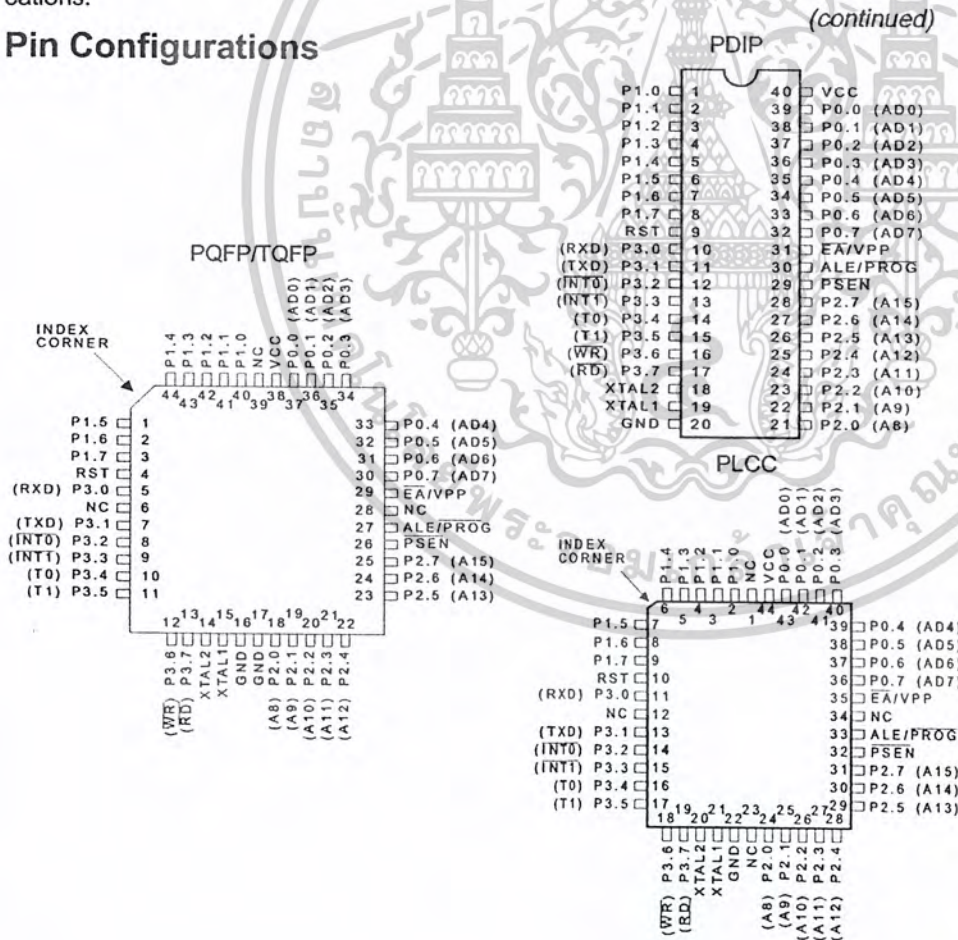 cations.
(continued)
Pin Configurations
PDIP
P1.0 1 40 VCC
P1.1 2 39 P0.0 (AD0)
P1.2 3 38 P0.1 (AD1)
P1.3 4 37 P0.2 (AD2)
P1.4 5 36 P0.3 (AD3)
P1.5 6 35 P0.4 (AD4)
P1.6 7 34 P0.5 (AD5)
P1.7 8 33 P0.6 (AD6)
RST 9 32 P0.7 (AD7)
(RXD) P3.0 10 31 E̅A̅/VPP
(TXD) P3.1 11 30 ALE/P̅R̅O̅G̅
(I̅N̅T̅0̅) P3.2 12 29 P̅S̅E̅N̅
(I̅N̅T̅1̅) P3.3 13 28 P2.7 (A15)
(T0) P3.4 14 27 P2.6 (A14)
(T1) P3.5 15 26 P2.5 (A13)
(W̅R̅) P3.6 16 25 P2.4 (A12)
(R̅D̅) P3.7 17 24 P2.3 (A11)
XTAL2 18 23 P2.2 (A10)
XTAL1 19 22 P2.1 (A9)
GND 20 21 P2.0 (A8)
PQFP/TQFP
INDEX
CORNER
P1.4 P1.3 P1.2 P1.1 P1.0 NC VCC P0.0 (AD0) P0.1 (AD1) P0.2 (AD2) P0.3 (AD3)
44 43 42 41 40 39 38 37 36 35 34
P1.5 1 33 P0.4 (AD4)
P1.6 2 32 P0.5 (AD5)
P1.7 3 31 P0.6 (AD6)
RST 4 30 P0.7 (AD7)
(RXD) P3.0 5 29 E̅A̅/VPP
NC 6 28 NC
(TXD) P3.1 7 27 ALE/P̅R̅O̅G̅
(I̅N̅T̅0̅) P3.2 8 26 P̅S̅E̅N̅
(I̅N̅T̅1̅) P3.3 9 25 P2.7 (A15)
(T0) P3.4 10 24 P2.6 (A14)
(T1) P3.5 11 23 P2.5 (A13)
12 13 14 15 16 17 18 19 20 21 22
(W̅R̅) P3.6 (R̅D̅) P3.7 XTAL2 XTAL1 GND GND (A8) P2.0 (A9) P2.1 (A10) P2.2 (A11) P2.3 (A12) P2.4
PLCC
INDEX
CORNER
P1.4 P1.3 P1.2 P1.1 P1.0 NC VCC P0.0 (AD0) P0.1 (AD1) P0.2 (AD2) P0.3 (AD3)
6 5 4 3 2 1 44 43 42 41 40
P1.5 7 39 P0.4 (AD4)
P1.6 8 38 P0.5 (AD5)
P1.7 9 37 P0.6 (AD6)
RST 10 36 P0.7 (AD7)
(RXD) P3.0 11 35 E̅A̅/VPP
NC 12 34 NC
(TXD) P3.1 13 33 ALE/P̅R̅O̅G̅
(I̅N̅T̅0̅) P3.2 14 32 P̅S̅E̅N̅
(I̅N̅T̅1̅) P3.3 15 31 P2.7 (A15)
(T0) P3.4 16 30 P2.6 (A14)
(T1) P3.5 17 29 P2.5 (A13)
18 19 20 21 22 23 24 25 26 27 28
(W̅R̅) P3.6 (R̅D̅) P3.7 XTAL2 XTAL1 GND NC (A8) P2.0 (A9) P2.1 (A10) P2.2 (A11) P2.3 (A12) P2.4